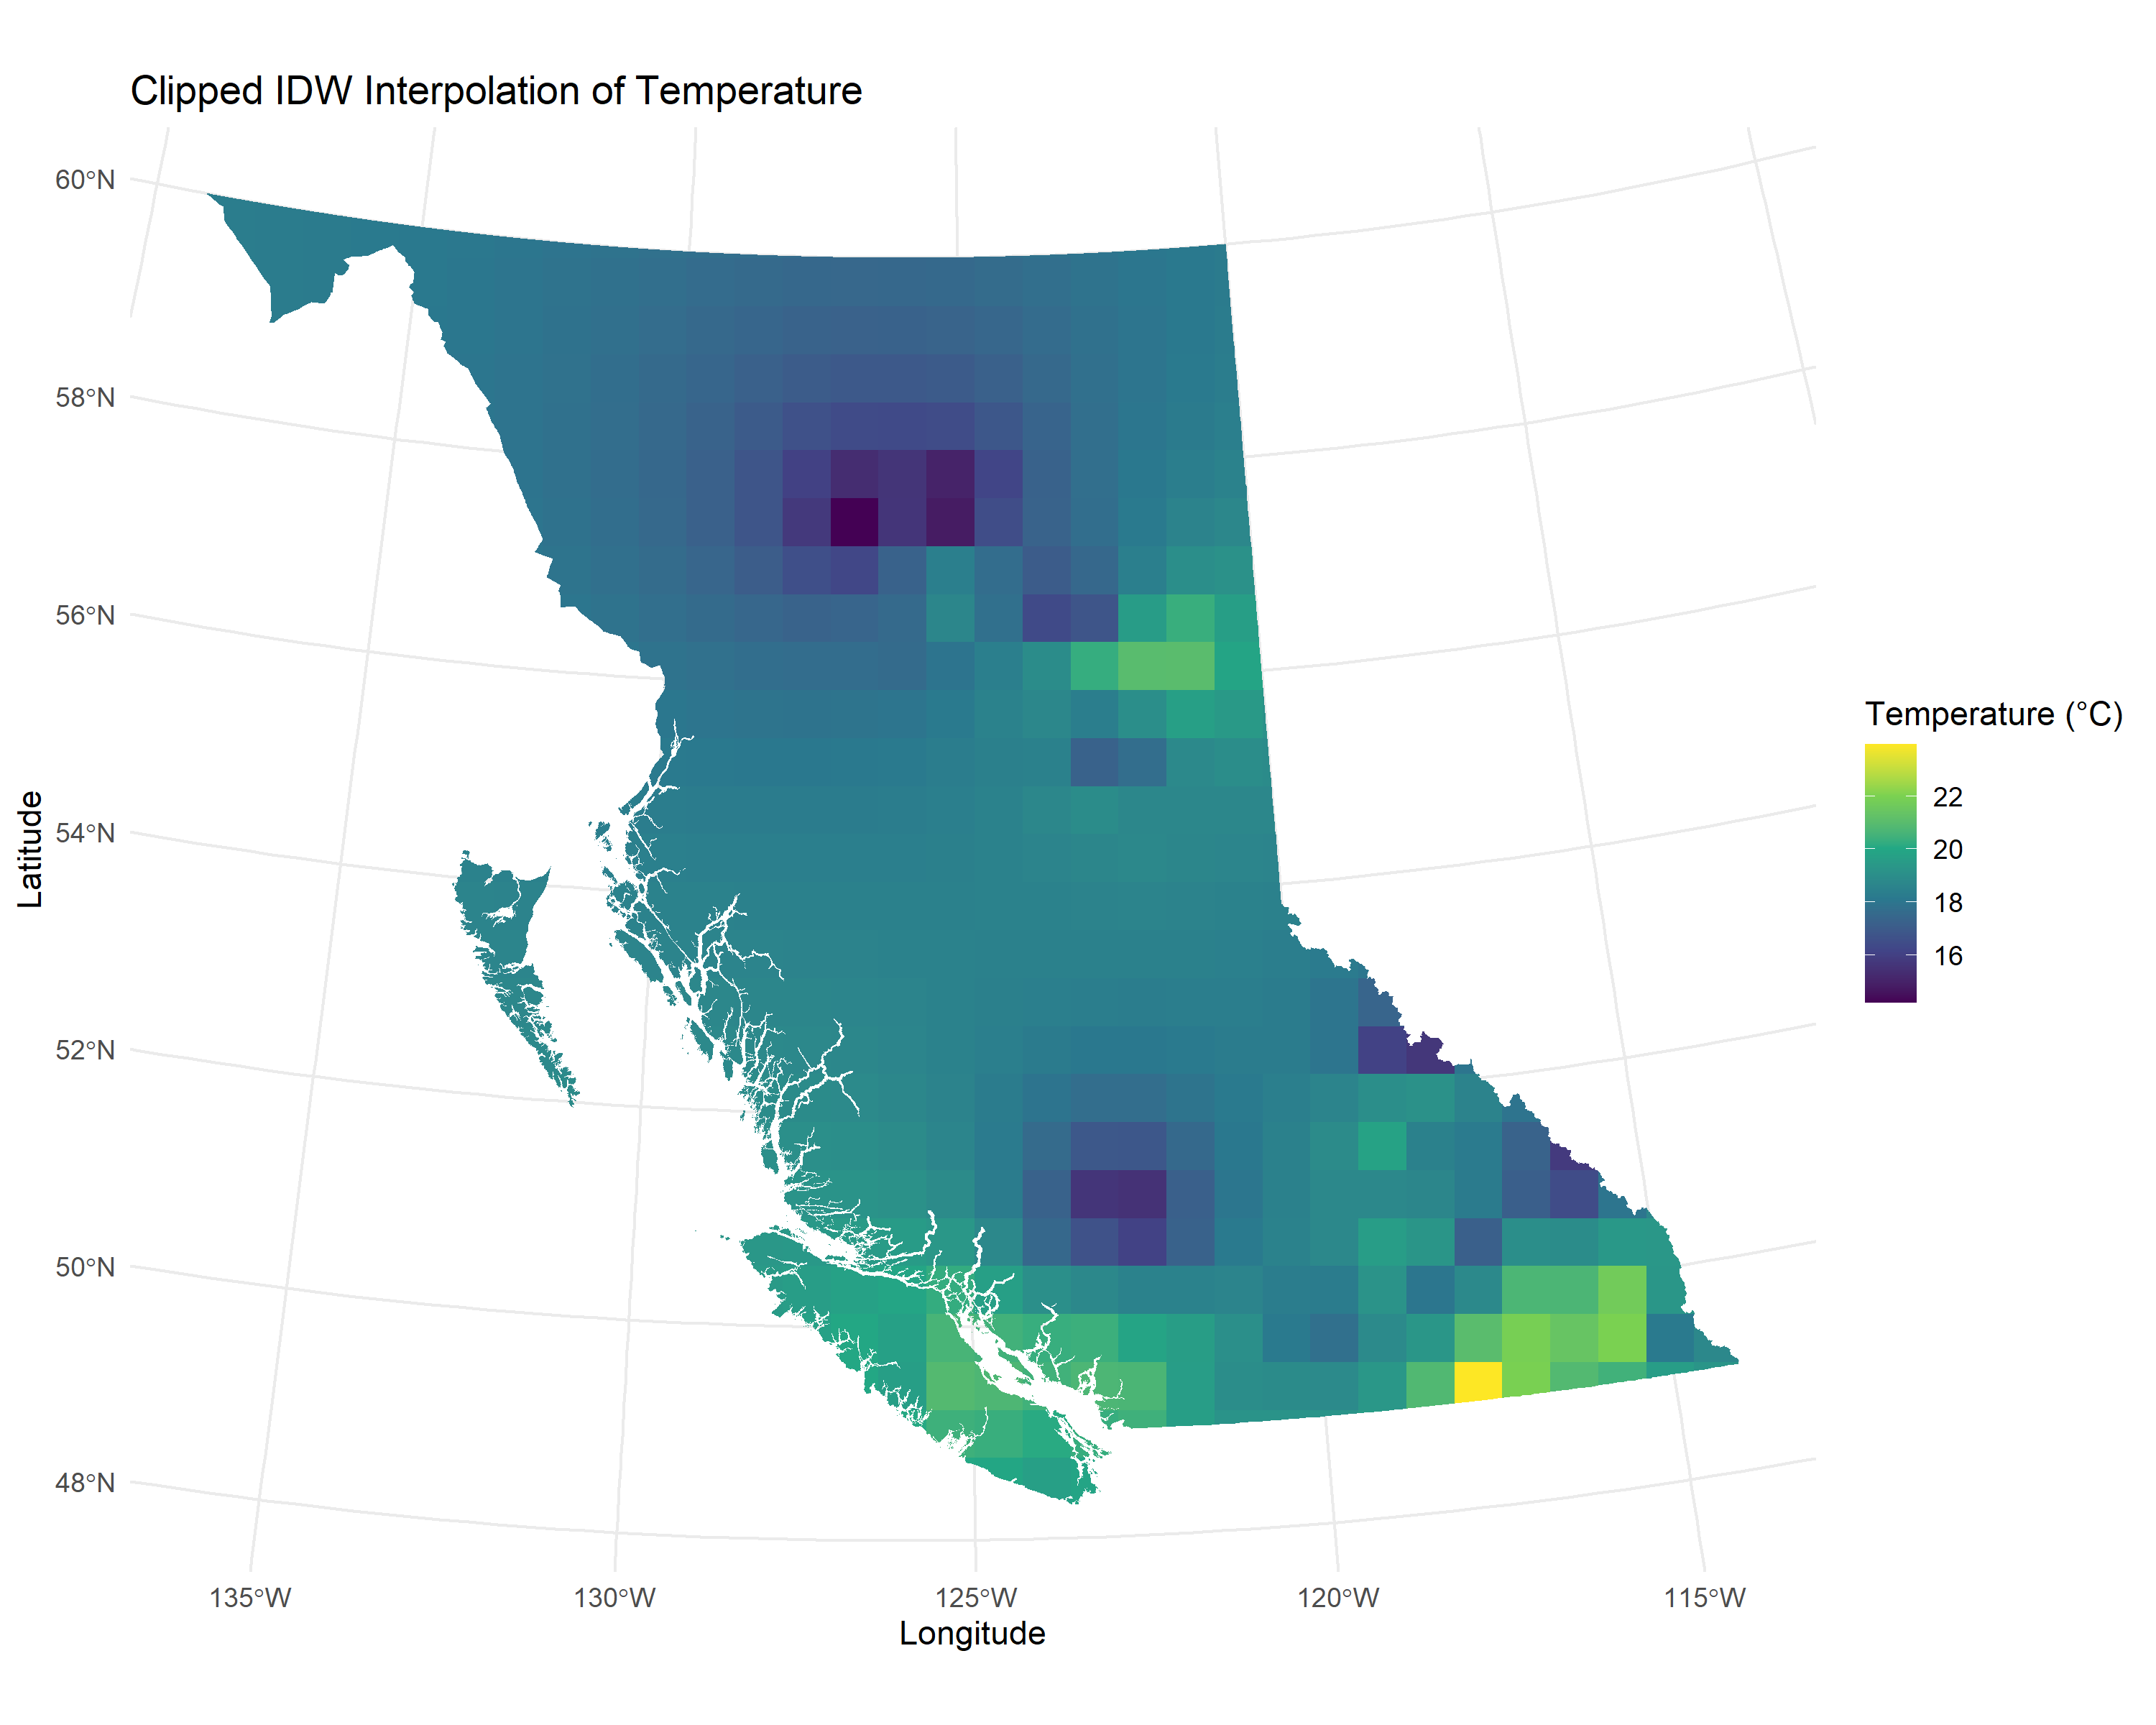 Clipped IDW Interpolation of Temperature
60°N
58°N
56°N
54°N
52°N
50°N
48°N
Latitude
135°W
130°W
125°W
120°W
115°W
Longitude
Temperature (°C)
22
20
18
16